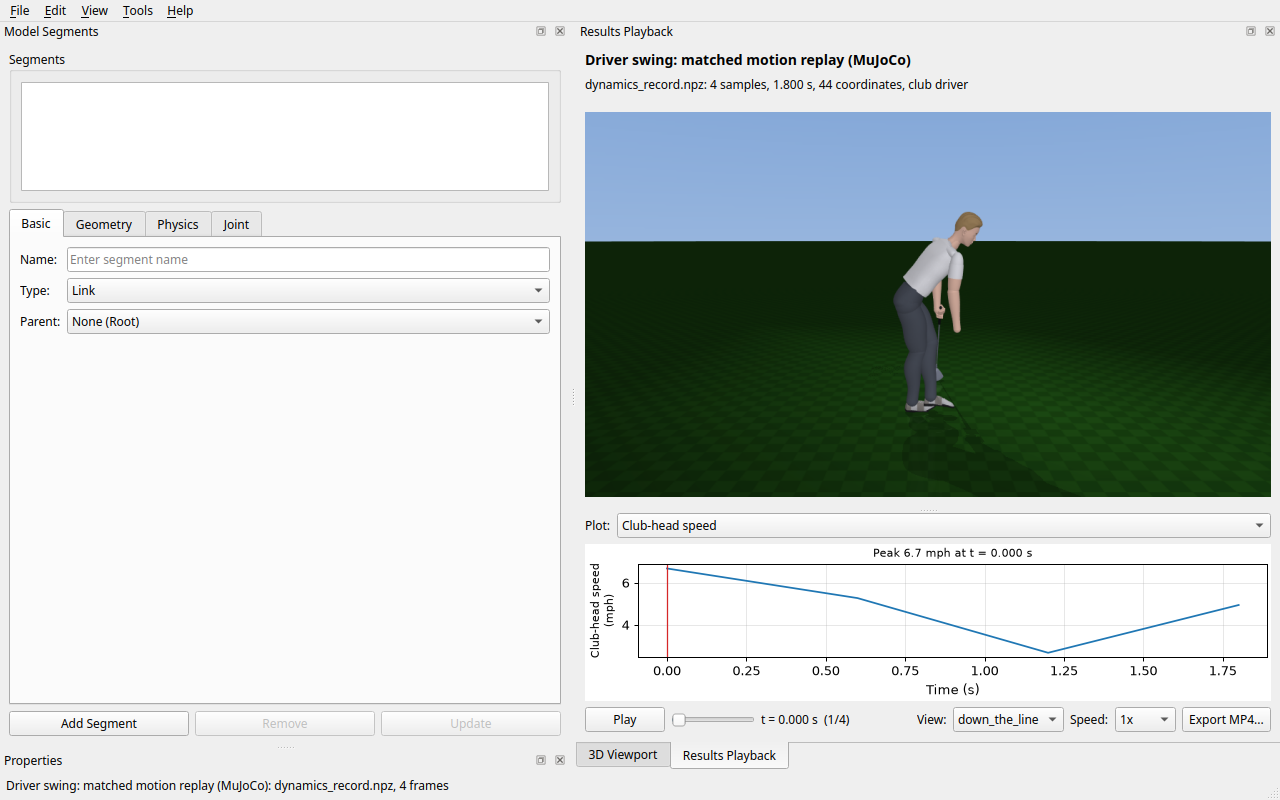 File Edit View Tools Help
Model Segments
Segments
Basic Geometry Physics Joint
Name: Enter segment name
Type: Link
Parent: None (Root)
Add Segment Remove Update
Properties
Results Playback
Driver swing: matched motion replay (MuJoCo)
dynamics_record.npz: 4 samples, 1.800 s, 44 coordinates, club driver
Plot: Club-head speed
Peak 6.7 mph at t = 0.000 s
Club-head speed
(mph)
6
4
0.00 0.25 0.50 0.75 1.00 1.25 1.50 1.75
Time (s)
Play t = 0.000 s (1/4) View: down_the_line Speed: 1x Export MP4...
3D Viewport Results Playback
Driver swing: matched motion replay (MuJoCo): dynamics_record.npz, 4 frames